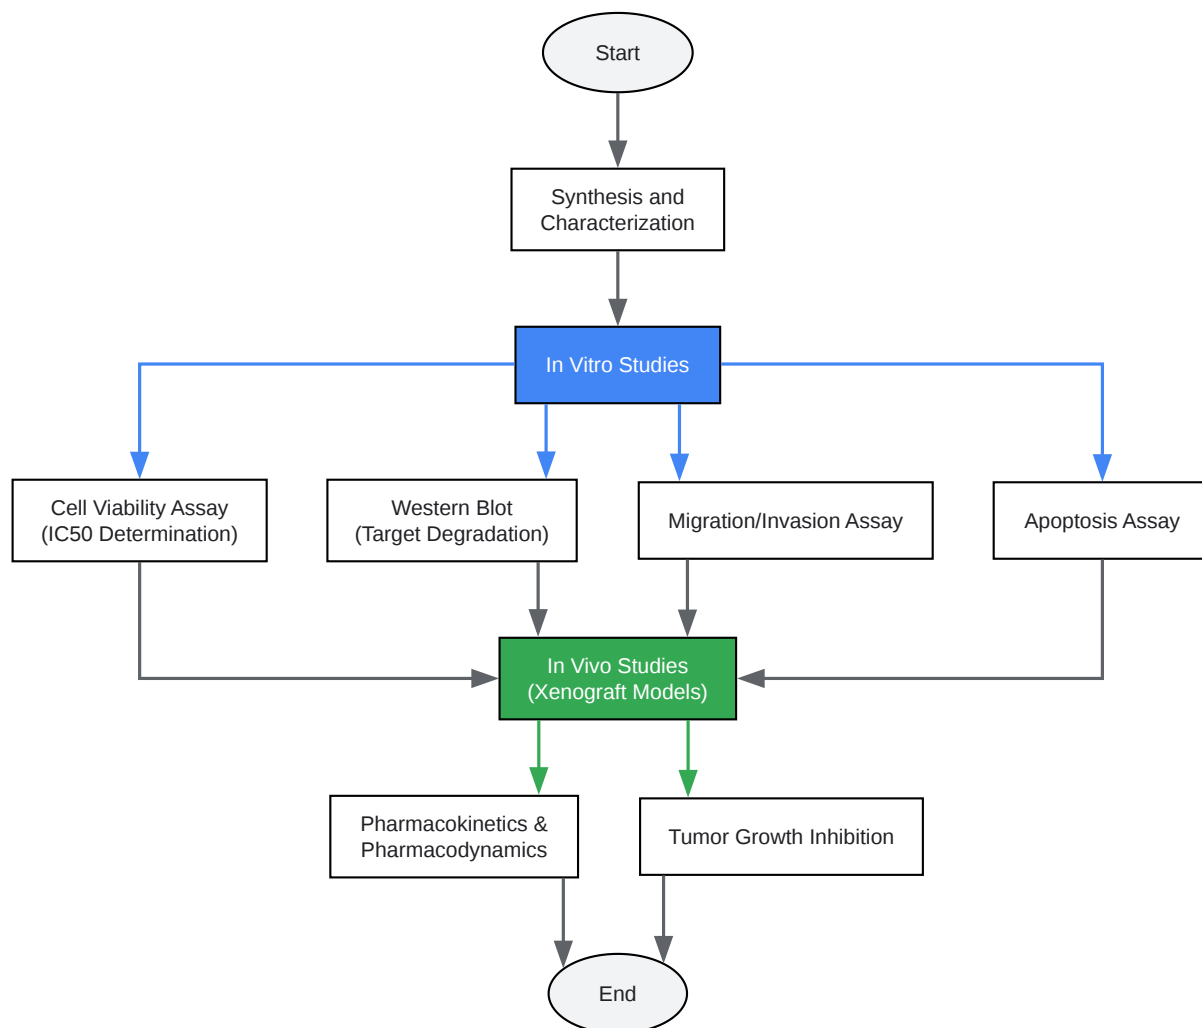 Start
Synthesis and
Characterization
In Vitro Studies
Cell Viability Assay
(IC50 Determination)
Western Blot
(Target Degradation)
Migration/Invasion Assay
Apoptosis Assay
In Vivo Studies
(Xenograft Models)
Pharmacokinetics &
Pharmacodynamics
Tumor Growth Inhibition
End